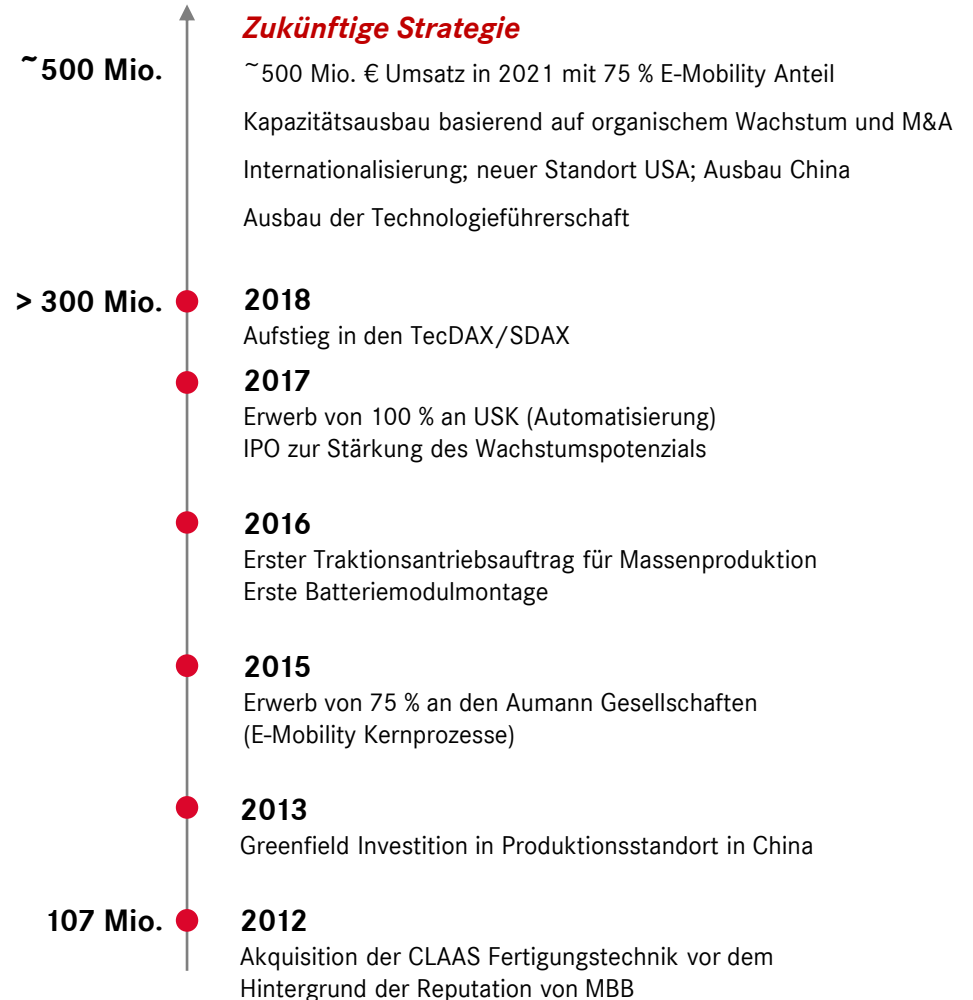 Zukünftige Strategie
~500 Mio.
~500 Mio. € Umsatz in 2021 mit 75 % E-Mobility Anteil
Kapazitätsausbau basierend auf organischem Wachstum und M&A
Internationalisierung; neuer Standort USA; Ausbau China
Ausbau der Technologieführerschaft
> 300 Mio.
2018
Aufstieg in den TecDAX/SDAX
2017
Erwerb von 100 % an USK (Automatisierung)
IPO zur Stärkung des Wachstumspotenzials
2016
Erster Traktionsantriebsauftrag für Massenproduktion
Erste Batteriemodulmontage
2015
Erwerb von 75 % an den Aumann Gesellschaften
(E-Mobility Kernprozesse)
2013
Greenfield Investition in Produktionsstandort in China
107 Mio.
2012
Akquisition der CLAAS Fertigungstechnik vor dem
Hintergrund der Reputation von MBB